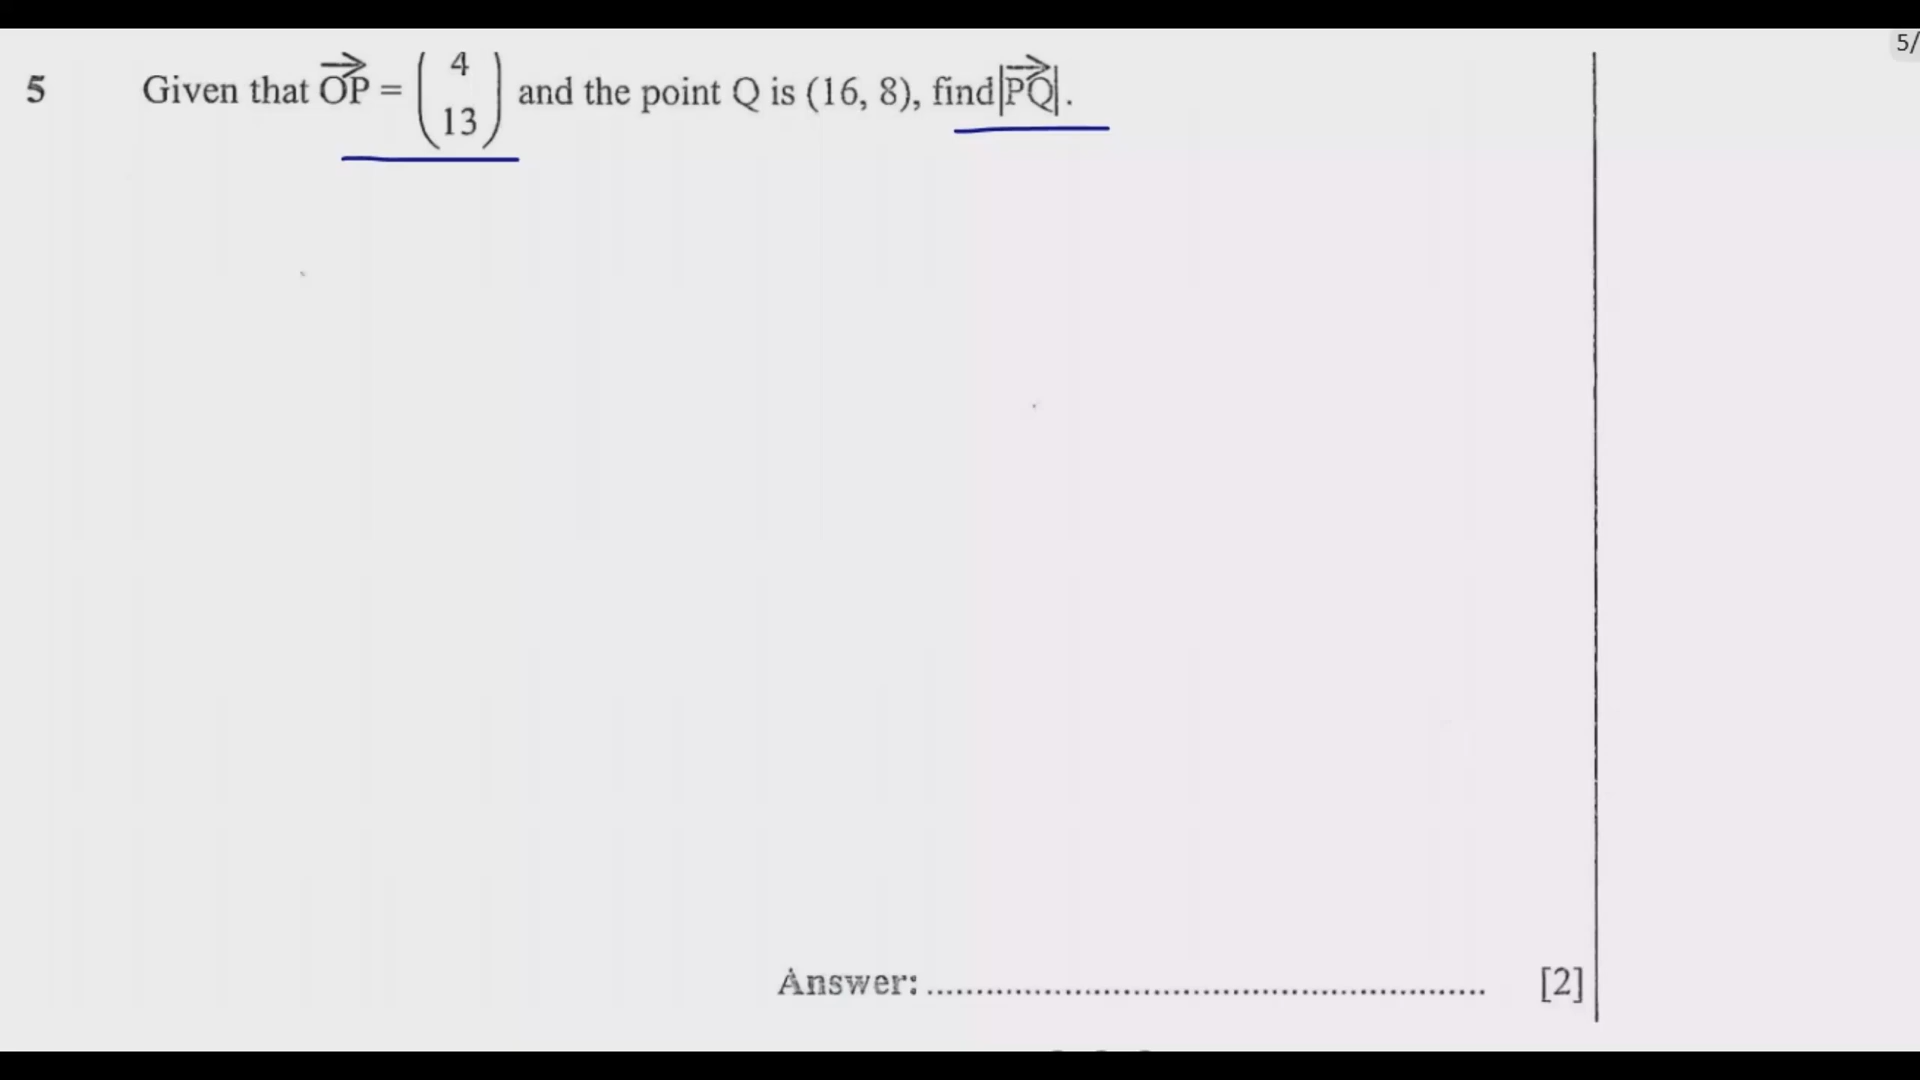 5/
5 Given that OP = (4 13) and the point Q is (16, 8), find |PQ|.
Answer: ........................................................ [2]